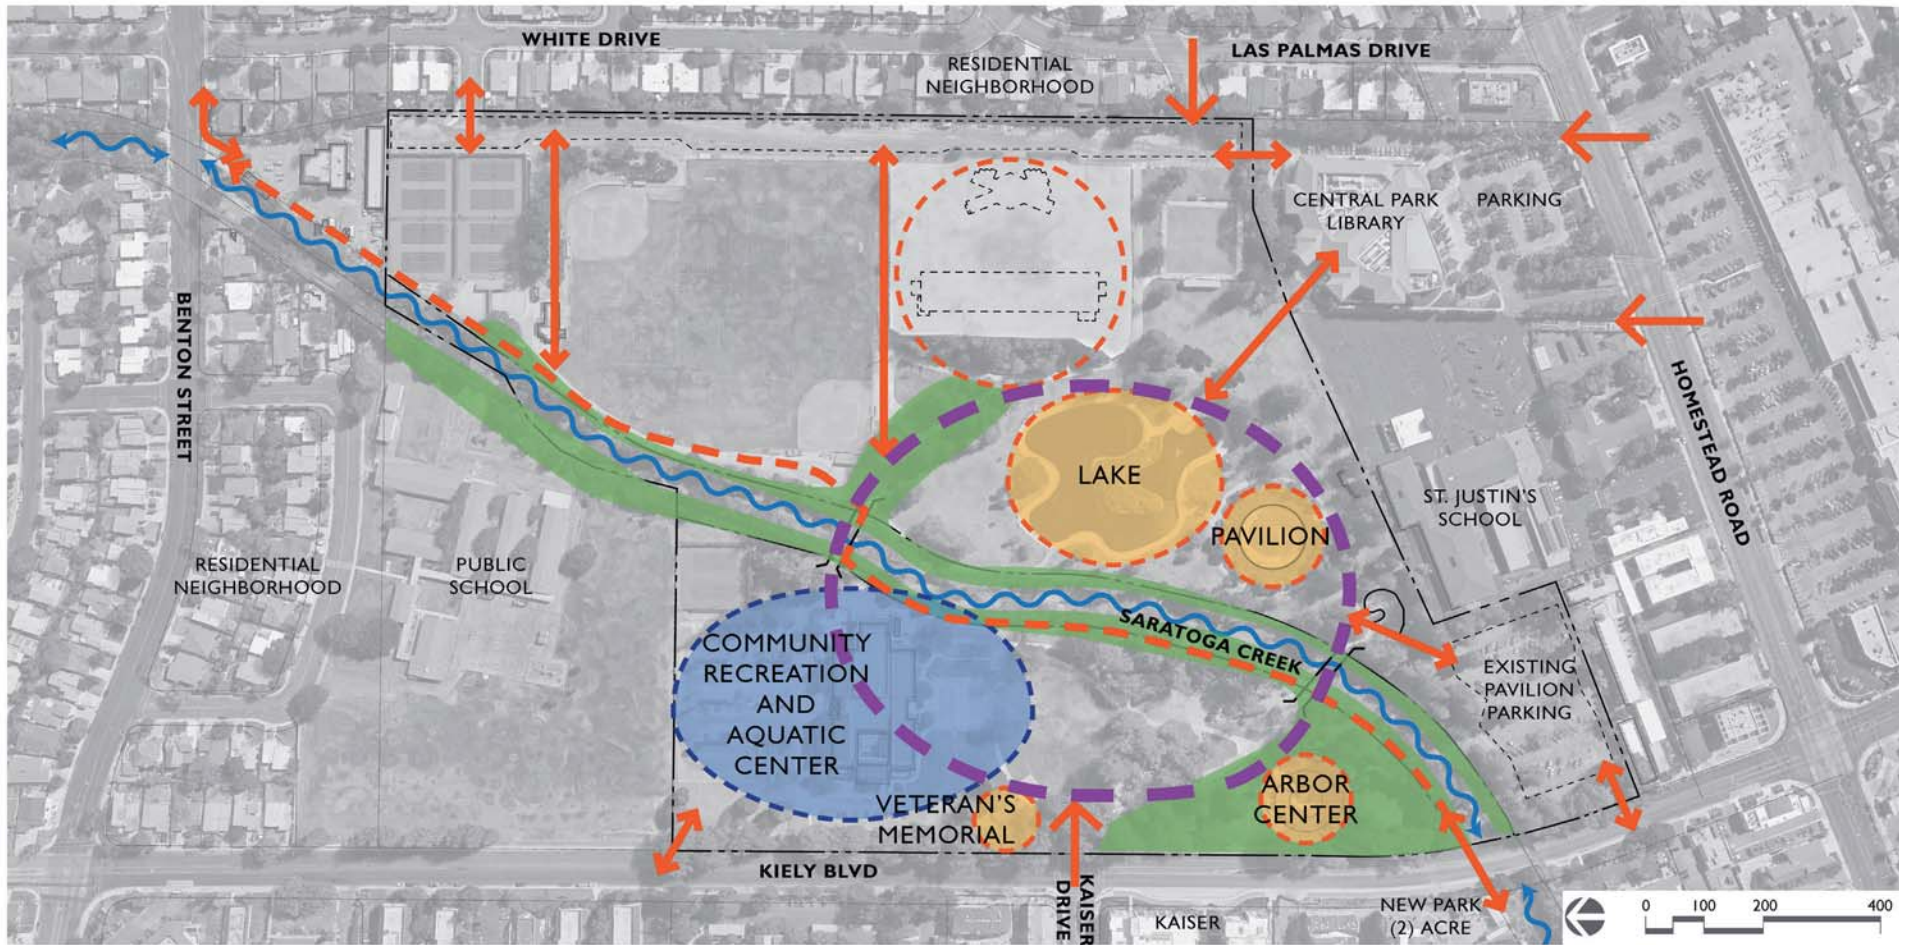 WHITE DRIVE
LAS PALMAS DRIVE
RESIDENTIAL
NEIGHBORHOOD
CENTRAL PARK
LIBRARY
PARKING
BENTON STREET
HOMESTEAD ROAD
LAKE
PAVILION
ST. JUSTIN'S
SCHOOL
RESIDENTIAL
NEIGHBORHOOD
PUBLIC
SCHOOL
SARATOGA CREEK
COMMUNITY
RECREATION
AND
AQUATIC
CENTER
EXISTING
PAVILION
PARKING
VETERAN'S
MEMORIAL
ARBOR
CENTER
KIELY BLVD
KAISER
DRIVE
KAISER
NEW PARK
(2) ACRE
0 100 200 400